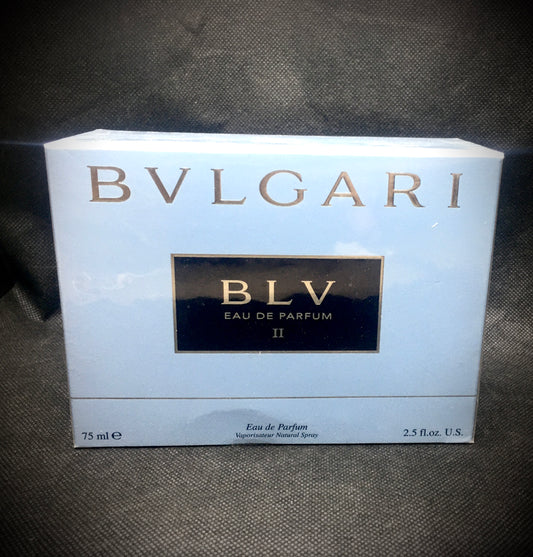 BVLGARI
BLV
EAU DE PARFUM
II
Eau de Parfum
Vaporisateur Natural Spray
75 ml ℮
2.5 fl.oz. U.S.